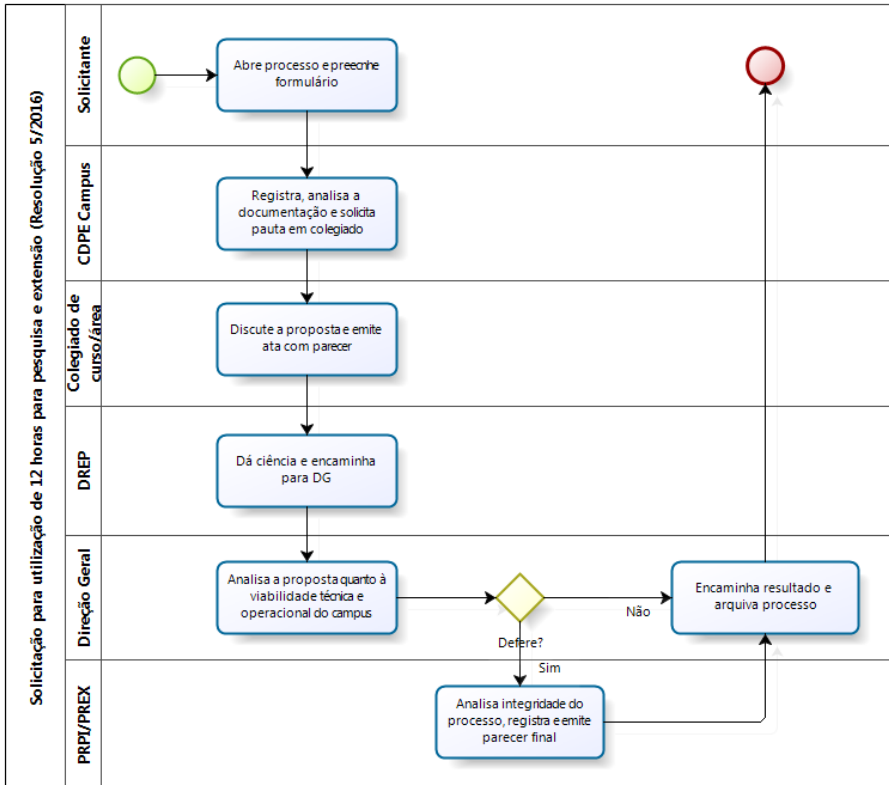 Solicitação para utilização de 12 horas para pesquisa e extensão (Resolução 5/2016)
Solicitante
Abre processo e preecnhe
formulário
CDPE Campus
Registra, analisa a
documentação e solicita
pauta em colegiado
Colegiado de
curso/área
Discute a proposta e emite
ata com parecer
DREP
Dá ciência e encaminha
para DG
Direção Geral
Analisa a proposta quanto à
viabilidade técnica e
operacional do campus
Defere?
Não
Encaminha resultado e
arquiva processo
Sim
PRPI/PREX
Analisa integridade do
processo, registra e emite
parecer final